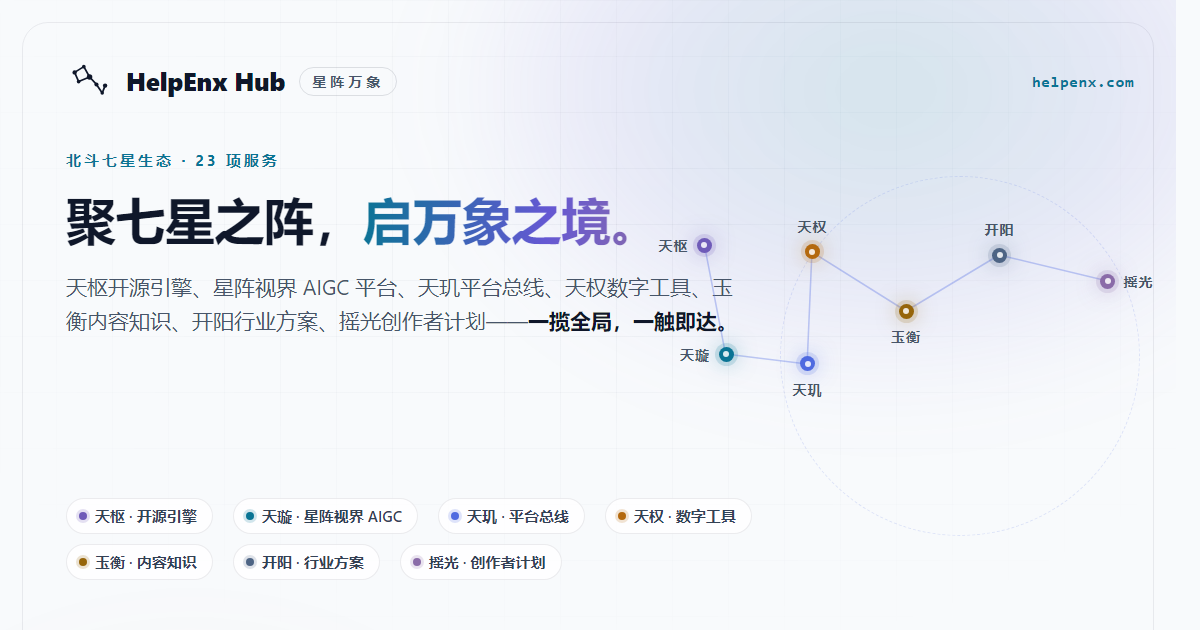 HelpEnx Hub 星阵万象
helpenx.com
北斗七星生态 · 23 项服务
聚七星之阵，启万象之境。
天枢开源引擎、星阵视界 AIGC 平台、天玑平台总线、天权数字工具、玉
衡内容知识、开阳行业方案、摇光创作者计划——一揽全局，一触即达。
天枢
天权
开阳
摇光
玉衡
天璇
天玑
天枢 · 开源引擎
天璇 · 星阵视界 AIGC
天玑 · 平台总线
天权 · 数字工具
玉衡 · 内容知识
开阳 · 行业方案
摇光 · 创作者计划